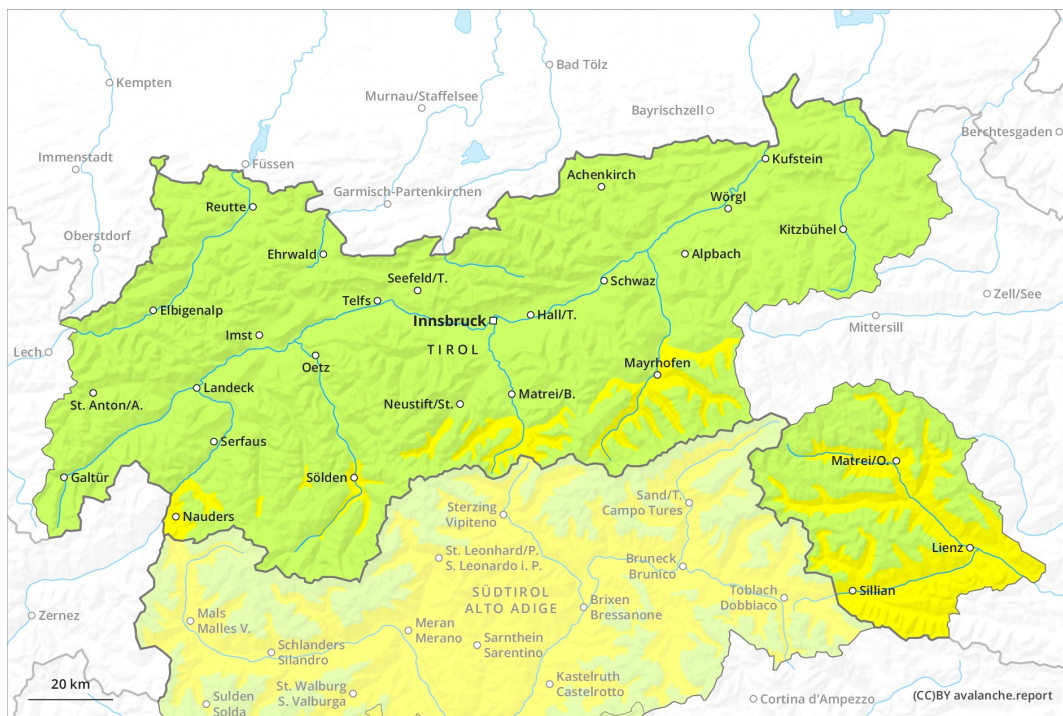 Kempten
Bad Tölz
Murnau/Staffelsee
Bayrischzell
Berchtesgaden
Immenstadt
Füssen
Kufstein
Achenkirch
Garmisch-Partenkirchen
Wörgl
Reutte
Kitzbühel
Oberstdorf
Ehrwald
Alpbach
Seefeld/T.
Schwaz
Zell/See
Telfs
Elbigenalp
Hall/T.
Innsbruck
Mittersill
Imst
TIROL
Lech
Oetz
Mayrhofen
Landeck
St. Anton/A.
Matrei/B.
Neustift/St.
Serfaus
Matrei/O.
Galtür
Sölden
Sand/T.
Campo Tures
Sterzing
Vipiteno
Nauders
Lienz
St. Leonhard/P.
S. Leonardo i. P.
Bruneck
Brunico
Sillian
SÜDTIROL
ALTO ADIGE
Toblach
Dobbiaco
Brixen
Bressanone
Zernez
Mals
Malles V.
Meran
Merano
Schlanders
Silandro
Sarnthein
Sarentino
Kastelruth
Castelrotto
20 km
St. Walburg
S. Valburga
Sulden
Solda
Cortina d'Ampezzo
(CC)BY avalanche.report